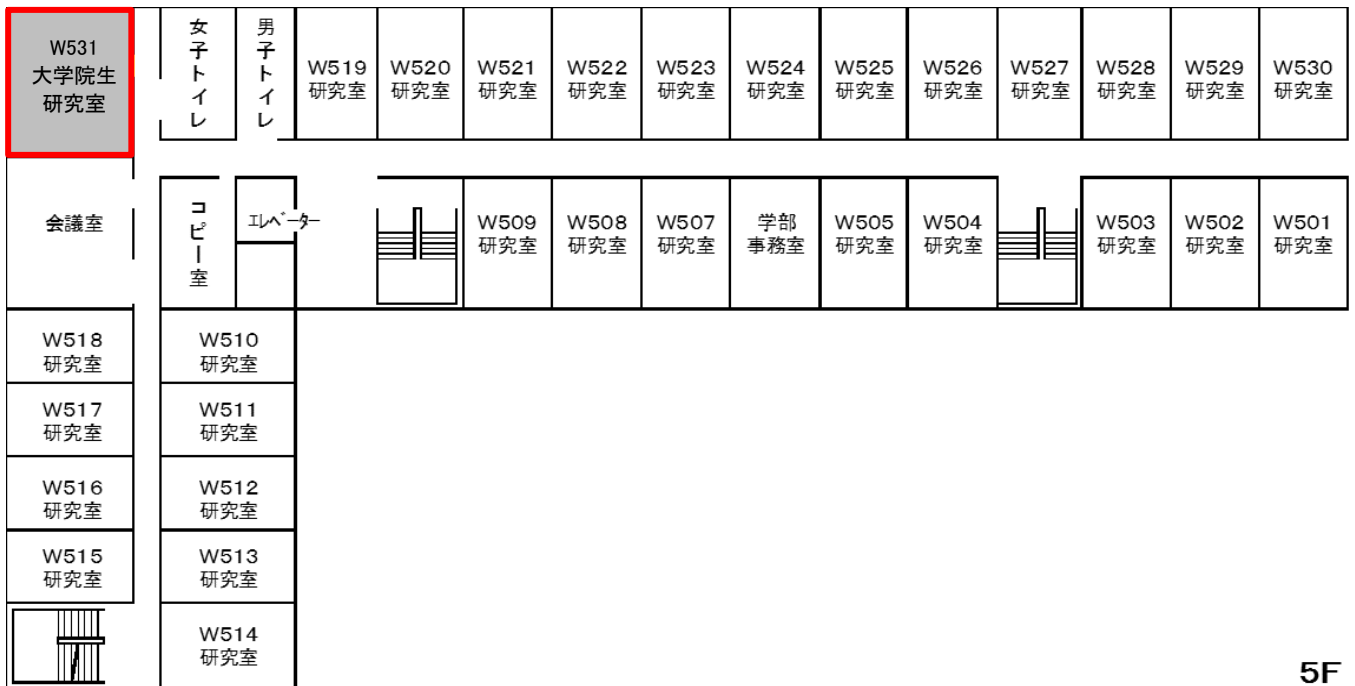 W531
大学院生
研究室
女子トイレ
男子トイレ
W519
研究室
W520
研究室
W521
研究室
W522
研究室
W523
研究室
W524
研究室
W525
研究室
W526
研究室
W527
研究室
W528
研究室
W529
研究室
W530
研究室
会議室
コピー室
エレベーター
W509
研究室
W508
研究室
W507
研究室
学部
事務室
W505
研究室
W504
研究室
W503
研究室
W502
研究室
W501
研究室
W518
研究室
W510
研究室
W517
研究室
W511
研究室
W516
研究室
W512
研究室
W515
研究室
W513
研究室
W514
研究室
5F